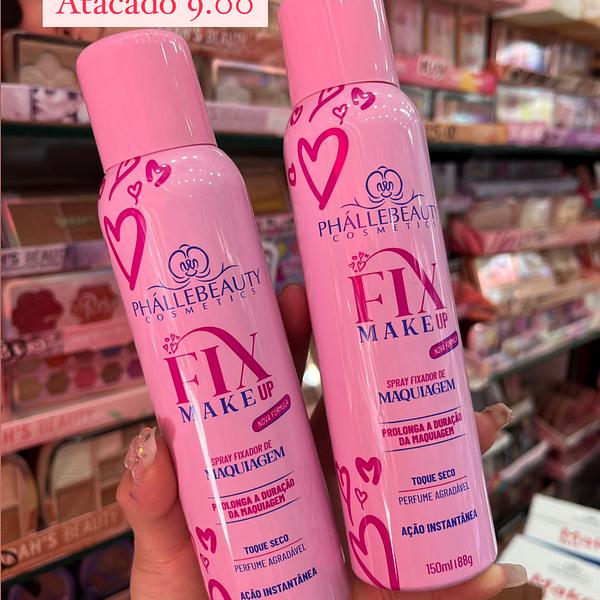 Atacado 9.00
PHÁLLEBEAUTY
COSMETICS
FIX
MAKE UP
NOVA FÓRMULA
SPRAY FIXADOR DE
MAQUIAGEM
PROLONGA A DURAÇÃO
DA MAQUIAGEM
TOQUE SECO
PERFUME AGRADÁVEL
AÇÃO INSTANTÂNEA
PHÁLLEBEAUTY
COSMETICS
FIX
MAKE UP
NOVA
SPRAY FIXADOR DE
MAQUIAGEM
PROLONGA A DURAÇÃO
DA MAQUIAGEM
TOQUE SECO
PERFUME AGRADÁVEL
AÇÃO INSTANTÂNEA
150ml | 88g